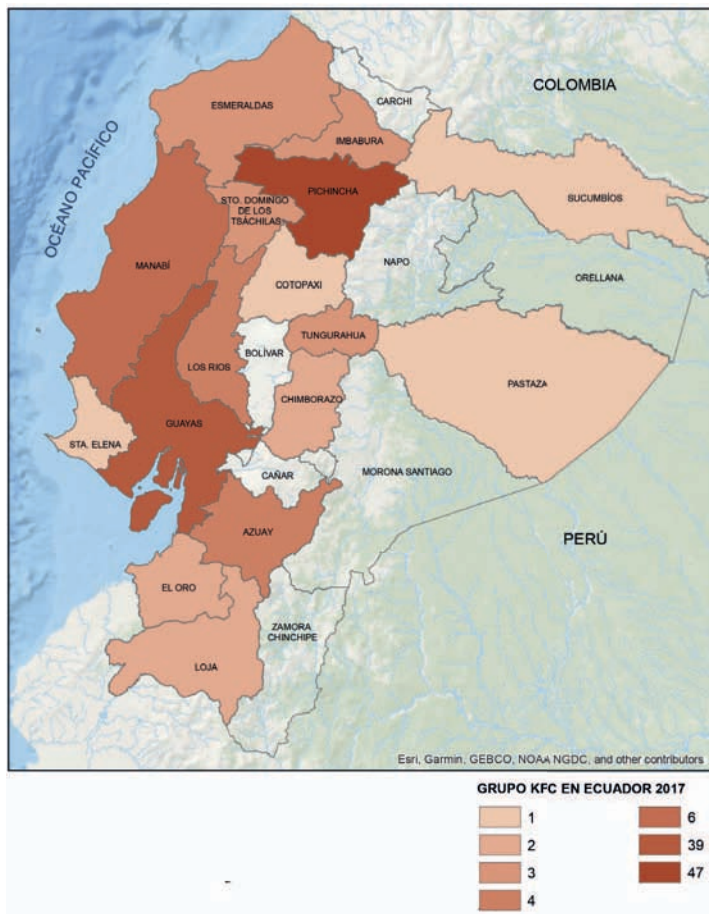 COLOMBIA
CARCHI
ESMERALDAS
IMBABURA
OCÉANO PACÍFICO
PICHINCHA
SUCUMBÍOS
STO. DOMINGO
DE LOS
TSÁCHILAS
NAPO
MANABÍ
ORELLANA
COTOPAXI
TUNGURAHUA
BOLÍVAR
LOS RIOS
PASTAZA
CHIMBORAZO
GUAYAS
STA. ELENA
MORONA SANTIAGO
CAÑAR
AZUAY
PERÚ
EL ORO
ZAMORA
CHINCHIPE
LOJA
Esri, Garmin, GEBCO, NOAA NGDC, and other contributors
GRUPO KFC EN ECUADOR 2017
1 6
2 39
3 47
4